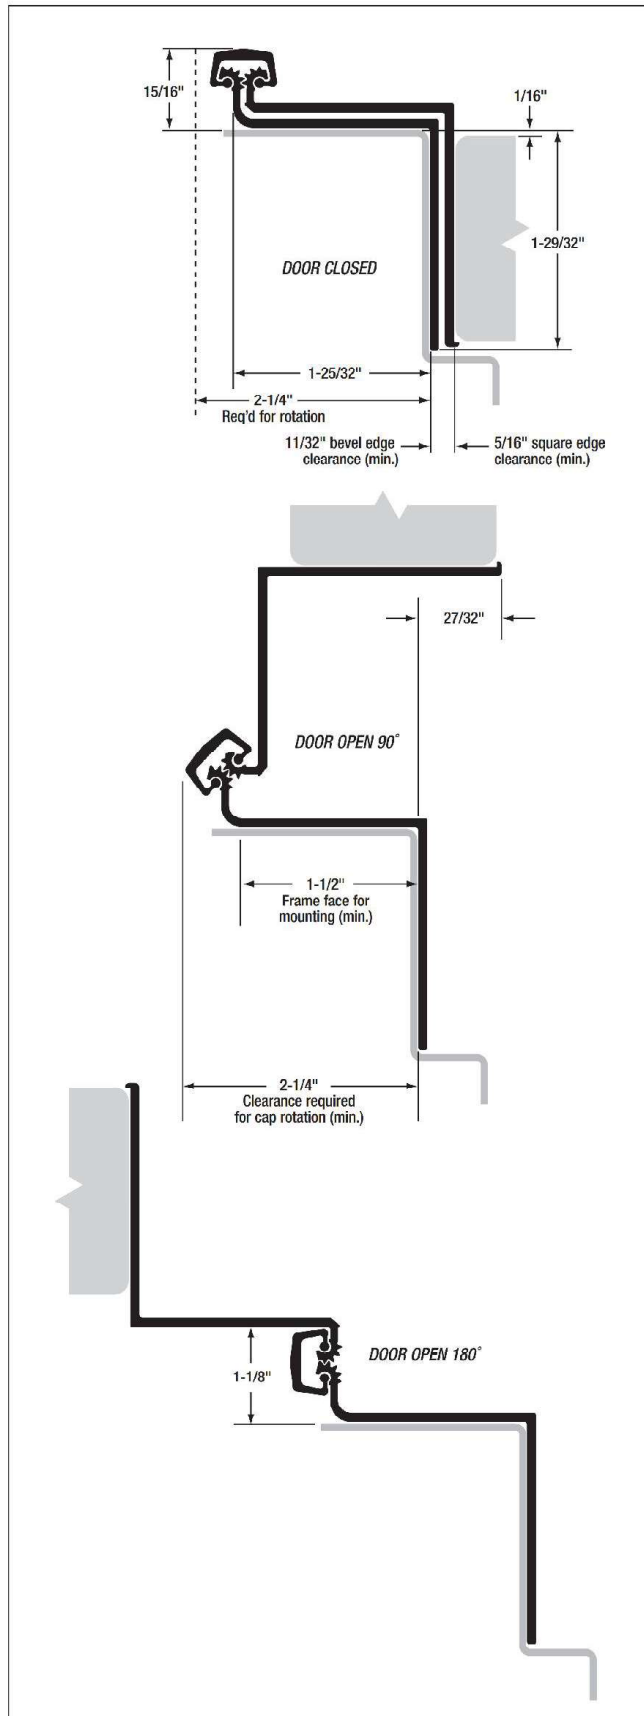 15/16"
1/16"
1-29/32"
DOOR CLOSED
1-25/32"
2-1/4"
Req'd for rotation
11/32" bevel edge
clearance (min.)
5/16" square edge
clearance (min.)
27/32"
DOOR OPEN 90˚
1-1/2"
Frame face for
mounting (min.)
2-1/4"
Clearance required
for cap rotation (min.)
DOOR OPEN 180˚
1-1/8"